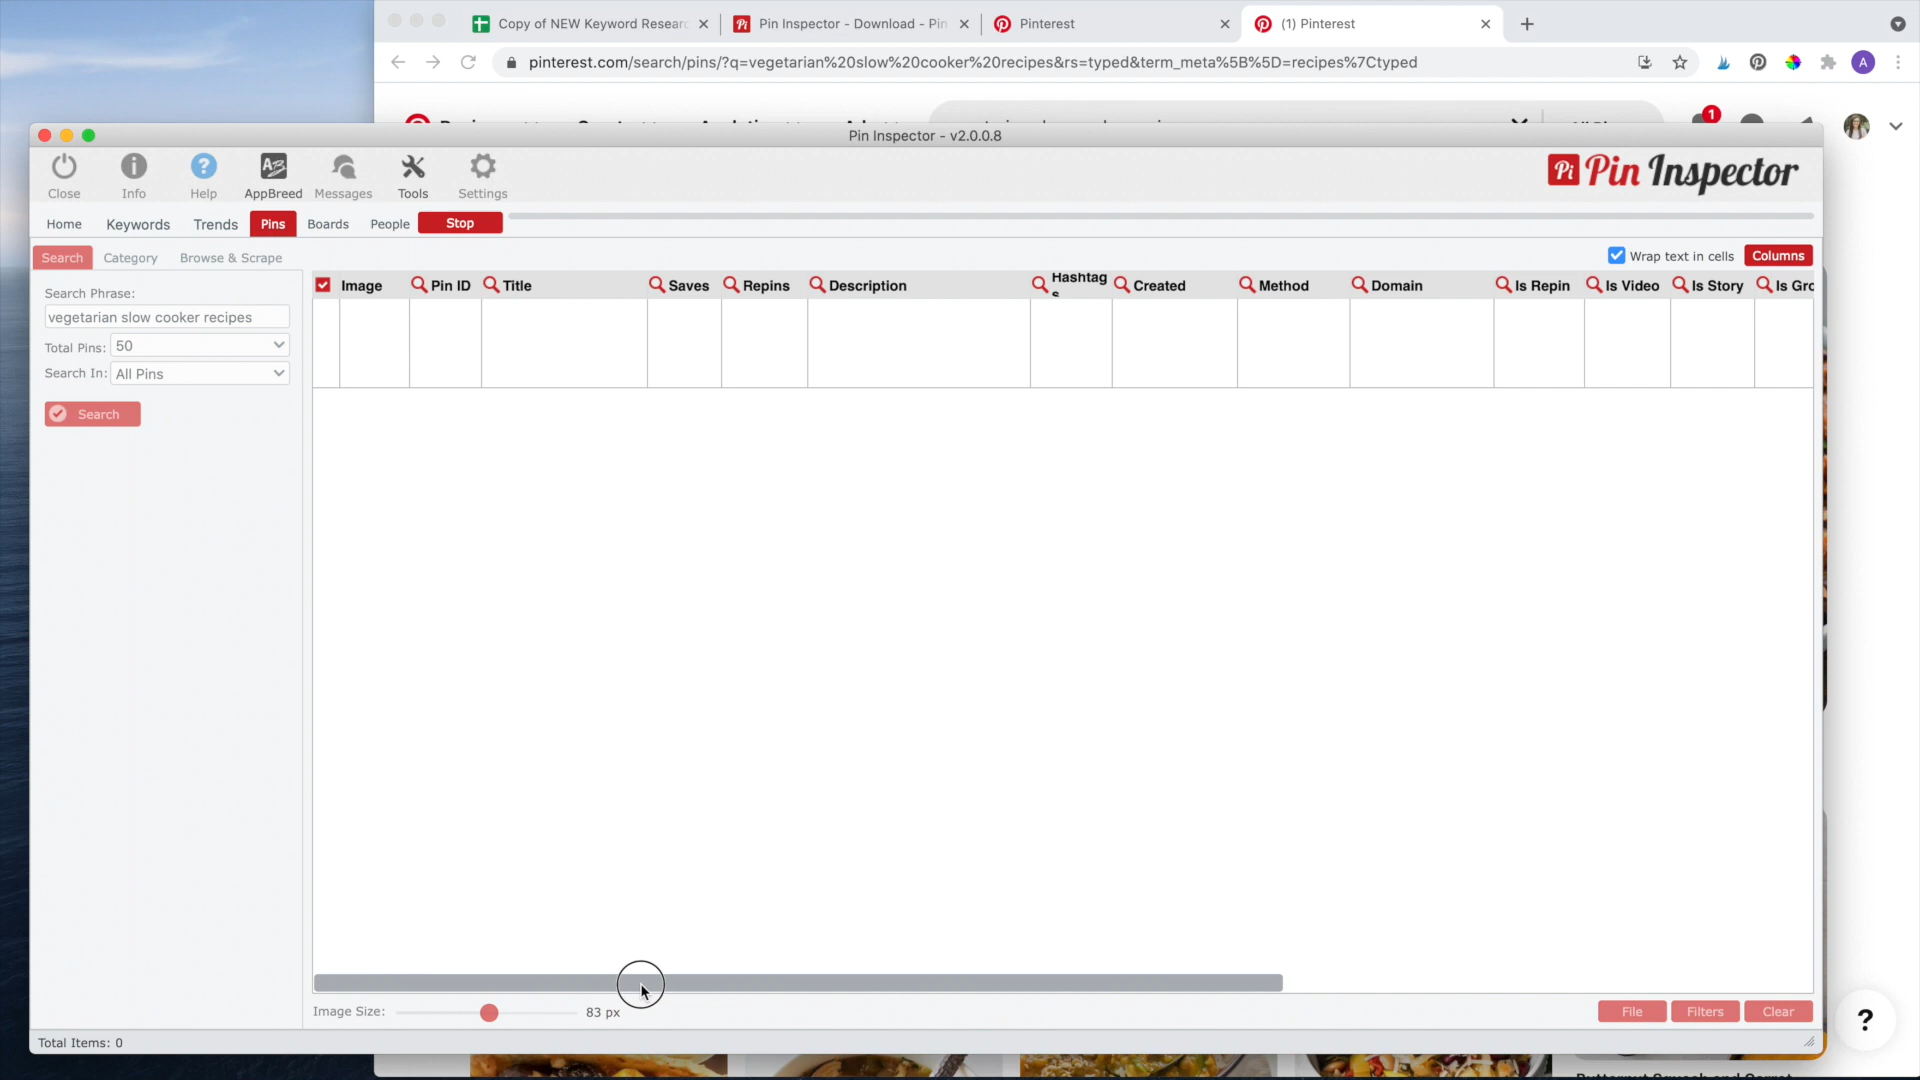 Copy of NEW Keyword Resear
Pin Inspector - Download - Pin
Pinterest
(1) Pinterest
pinterest.com/search/pins/?q=vegetarian%20slow%20cooker%20recipes&rs=typed&term_meta%5B%5D=recipes%7Ctyped
A
1
Pin Inspector - v2.0.0.8
Close
Info
Help
AppBreed
Messages
Tools
Settings
Pi Pin Inspector
Home
Keywords
Trends
Pins
Boards
People
Stop
Search
Category
Browse & Scrape
Wrap text in cells
Columns
Image
Pin ID
Title
Saves
Repins
Description
Hashtag
s
Created
Method
Domain
Is Repin
Is Video
Is Story
Is Gro
Search Phrase:
vegetarian slow cooker recipes
Total Pins: 50
Search In: All Pins
Search
Image Size:
83 px
File
Filters
Clear
?
Total Items: 0